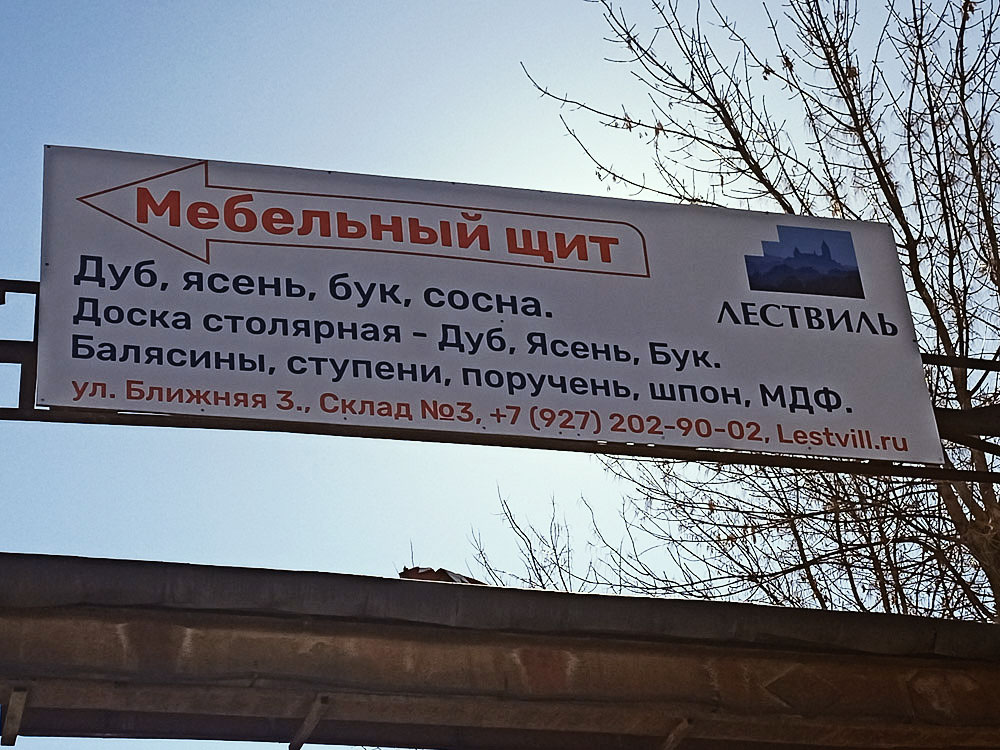 Мебельный щит
ЛЕСТВИЛЬ
Дуб, ясень, бук, сосна.
Доска столярная - Дуб, Ясень, Бук.
Балясины, ступени, поручень, шпон, МДФ.
ул. Ближняя 3., Склад №3, +7 (927) 202-90-02, Lestvill.ru